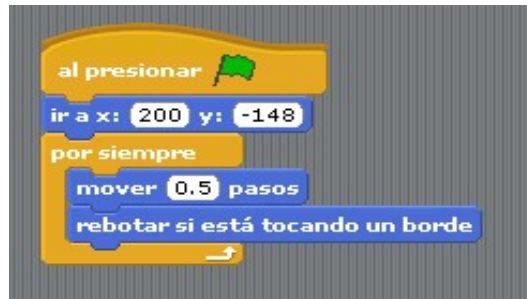 al presionar
ir a x: 200 y: -148
por siempre
mover 0.5 pasos
rebotar si está tocando un borde